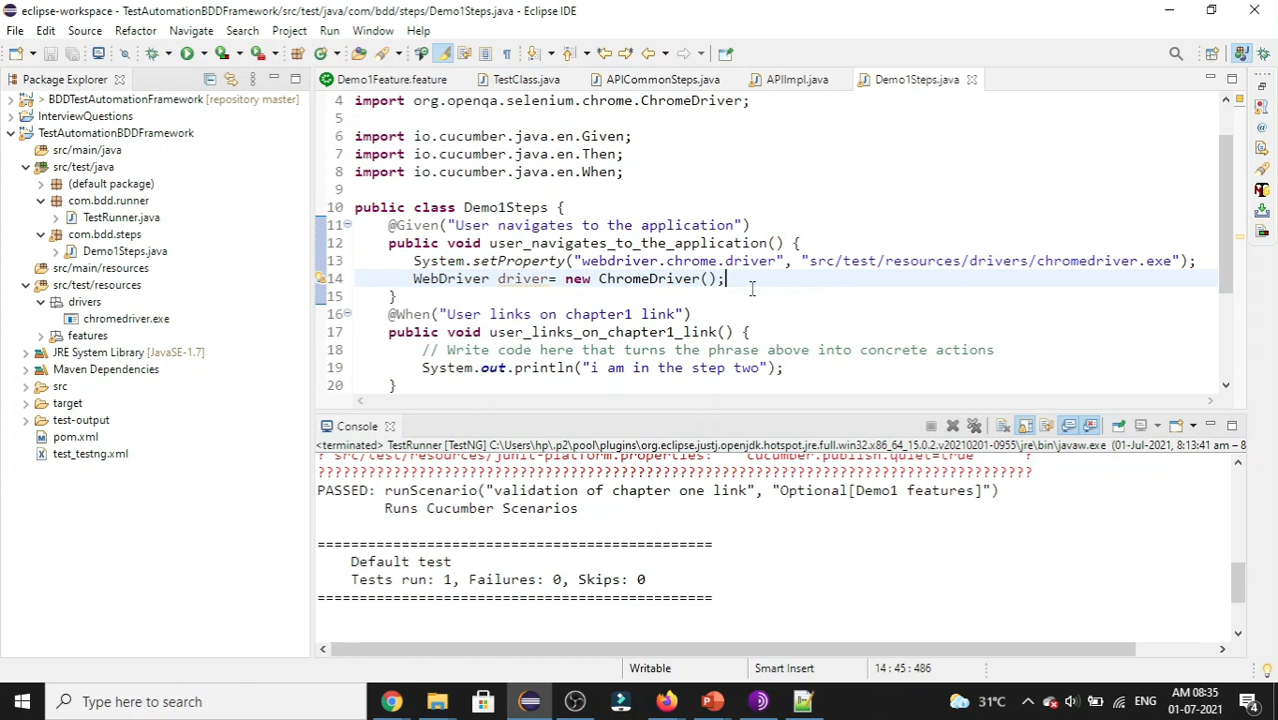 eclipse-workspace - TestAutomationBDDFramework/src/test/java/com/bdd/steps/Demo1Steps.java - Eclipse IDE
File Edit Source Refactor Navigate Search Project Run Window Help
Package Explorer
Demo1Feature.feature TestClass.java APICommonSteps.java APIImpl.java Demo1Steps.java
BDDTestAutomationFramework [repository master]
InterviewQuestions
TestAutomationBDDFramework
src/main/java
src/test/java
(default package)
com.bdd.runner
TestRunner.java
com.bdd.steps
Demo1Steps.java
src/main/resources
src/test/resources
drivers
chromedriver.exe
features
JRE System Library [JavaSE-1.7]
Maven Dependencies
src
target
test-output
pom.xml
test_testng.xml
4 import org.openqa.selenium.chrome.ChromeDriver;
5
6 import io.cucumber.java.en.Given;
7 import io.cucumber.java.en.Then;
8 import io.cucumber.java.en.When;
9
10 public class Demo1Steps {
11 @Given("User navigates to the application")
12 public void user_navigates_to_the_application() {
13 System.setProperty("webdriver.chrome.driver", "src/test/resources/drivers/chromedriver.exe");
14 WebDriver driver= new ChromeDriver();
15 }
16 @When("User links on chapter1 link")
17 public void user_links_on_chapter1_link() {
18 // Write code here that turns the phrase above into concrete actions
19 System.out.println("i am in the step two");
20 }
Console
<terminated> TestRunner [TestNG] C:\Users\hp\.p2\pool\plugins\org.eclipse.justj.openjdk.hotspot.jre.full.win32.x86_64_15.0.2.v20210201-0955\jre\bin\javaw.exe (01-Jul-2021, 8:13:41 am – 8
? src/test/resources/junit-platform.properties: cucumber.publish.quiet=true ?
?????????????????????????????????????????????????????????????????????????????????????
PASSED: runScenario("validation of chapter one link", "Optional[Demo1 features]")
Runs Cucumber Scenarios
===============================================
Default test
Tests run: 1, Failures: 0, Skips: 0
===============================================
Writable Smart Insert 14 : 45 : 486
Type here to search
31°C ENG AM 08:35
01-07-2021
4